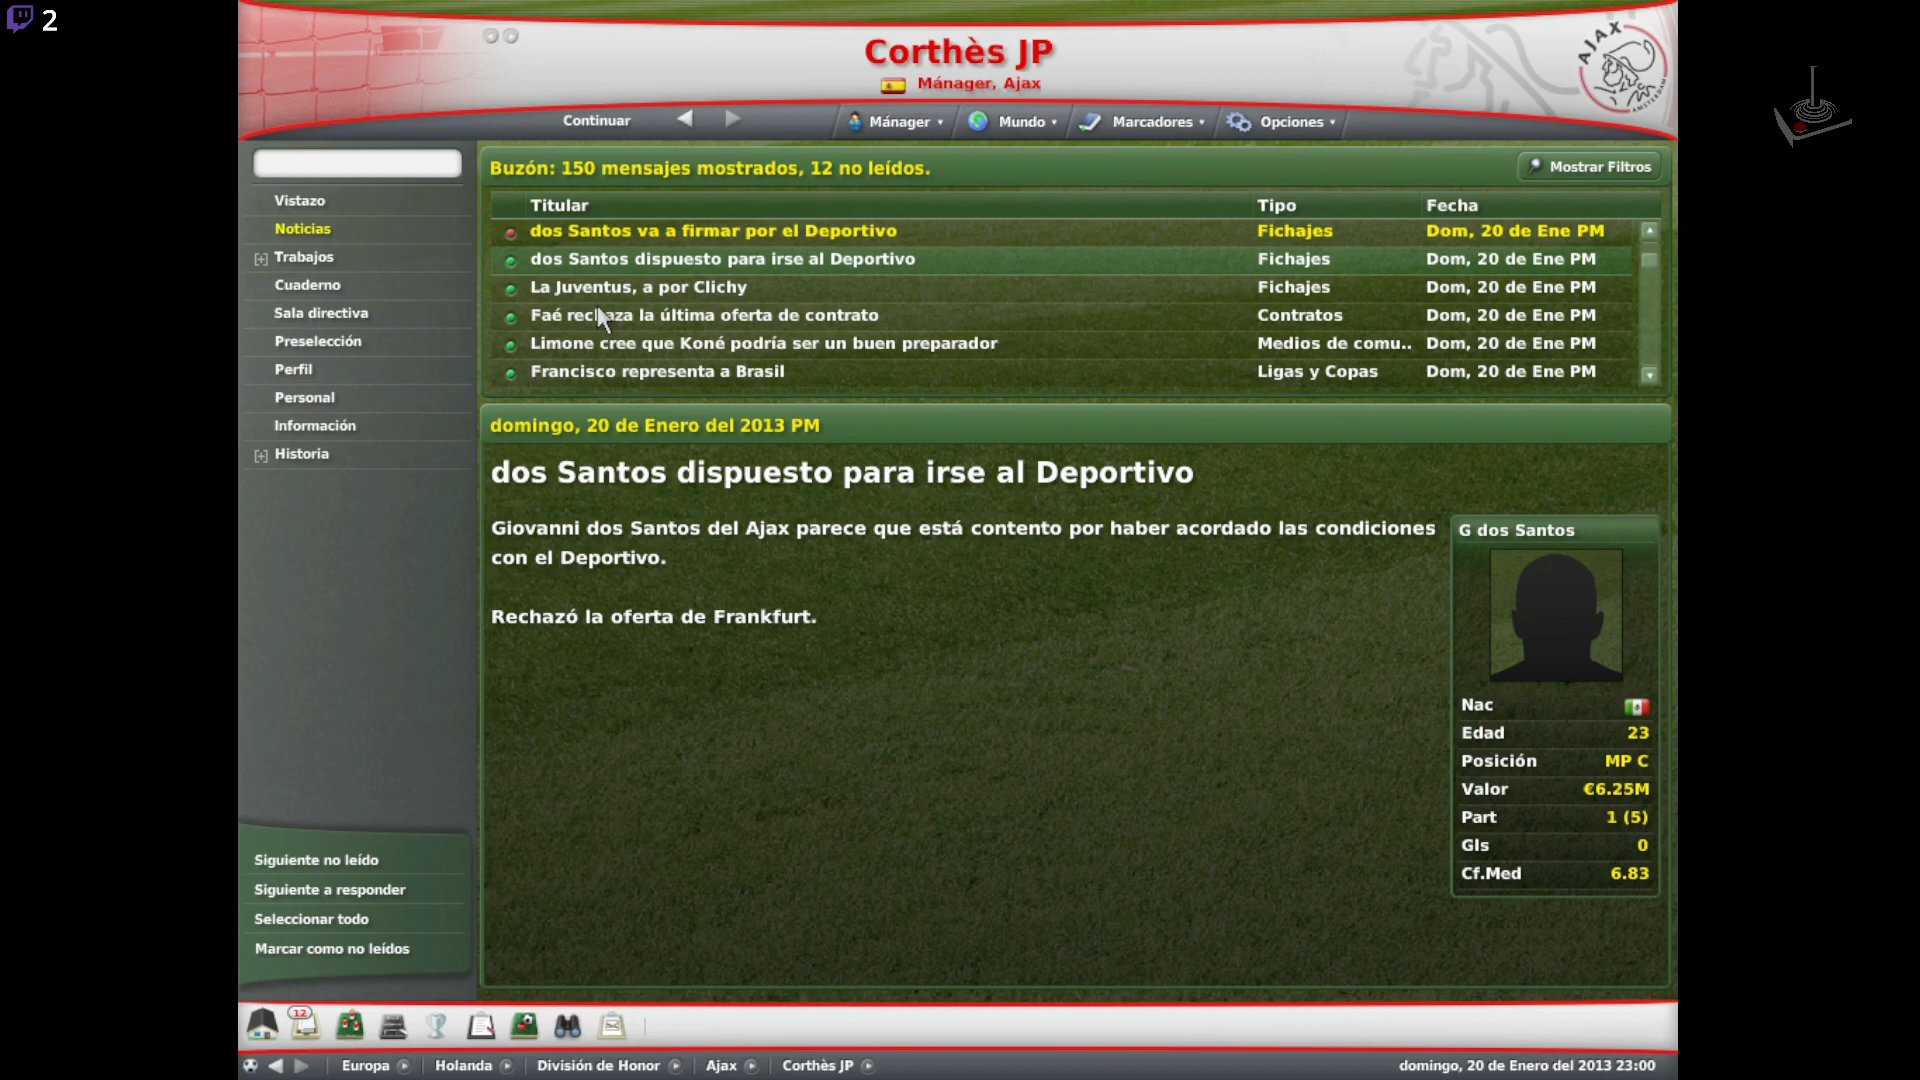 2
Corthès JP
Mánager, Ajax
AJAX
AMSTERDAM
Continuar
Mánager
Mundo
Marcadores
Opciones
Vistazo
Noticias
[+] Trabajos
Cuaderno
Sala directiva
Preselección
Perfil
Personal
Información
[+] Historia
Siguiente no leído
Siguiente a responder
Seleccionar todo
Marcar como no leídos
Buzón: 150 mensajes mostrados, 12 no leídos.
Mostrar Filtros
Titular Tipo Fecha
dos Santos va a firmar por el Deportivo Fichajes Dom, 20 de Ene PM
dos Santos dispuesto para irse al Deportivo Fichajes Dom, 20 de Ene PM
La Juventus, a por Clichy Fichajes Dom, 20 de Ene PM
Faé rechaza la última oferta de contrato Contratos Dom, 20 de Ene PM
Limone cree que Koné podría ser un buen preparador Medios de comu.. Dom, 20 de Ene PM
Francisco representa a Brasil Ligas y Copas Dom, 20 de Ene PM
domingo, 20 de Enero del 2013 PM
dos Santos dispuesto para irse al Deportivo
Giovanni dos Santos del Ajax parece que está contento por haber acordado las condiciones
con el Deportivo.
Rechazó la oferta de Frankfurt.
G dos Santos
Nac
Edad 23
Posición MP C
Valor €6.25M
Part 1 (5)
Gls 0
Cf.Med 6.83
12
Europa
Holanda
División de Honor
Ajax
Corthès JP
domingo, 20 de Enero del 2013 23:00